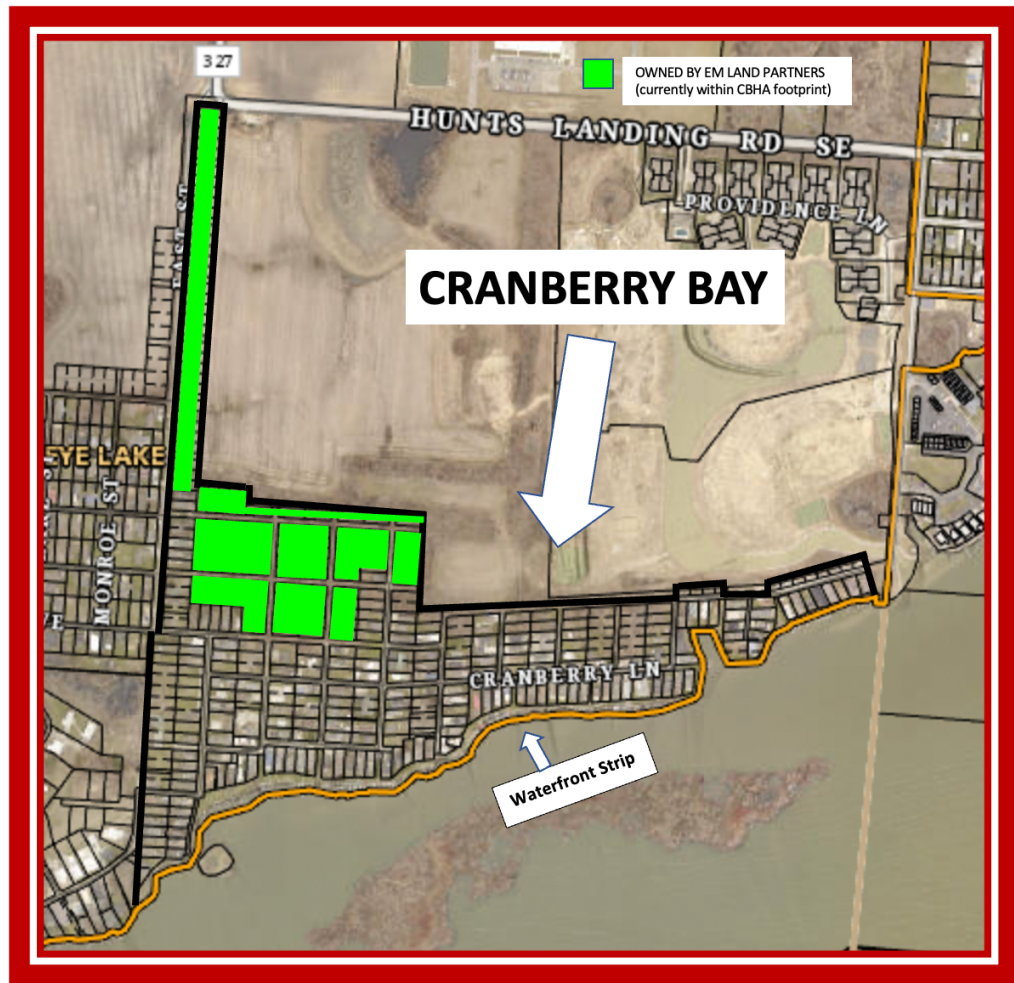 3 27
OWNED BY EM LAND PARTNERS
(currently within CBHA footprint)
HUNTS LANDING RD SE
PROVIDENCE LN
EAST ST
CRANBERRY BAY
EYE LAKE
MONROE ST
CRANBERRY LN
Waterfront Strip